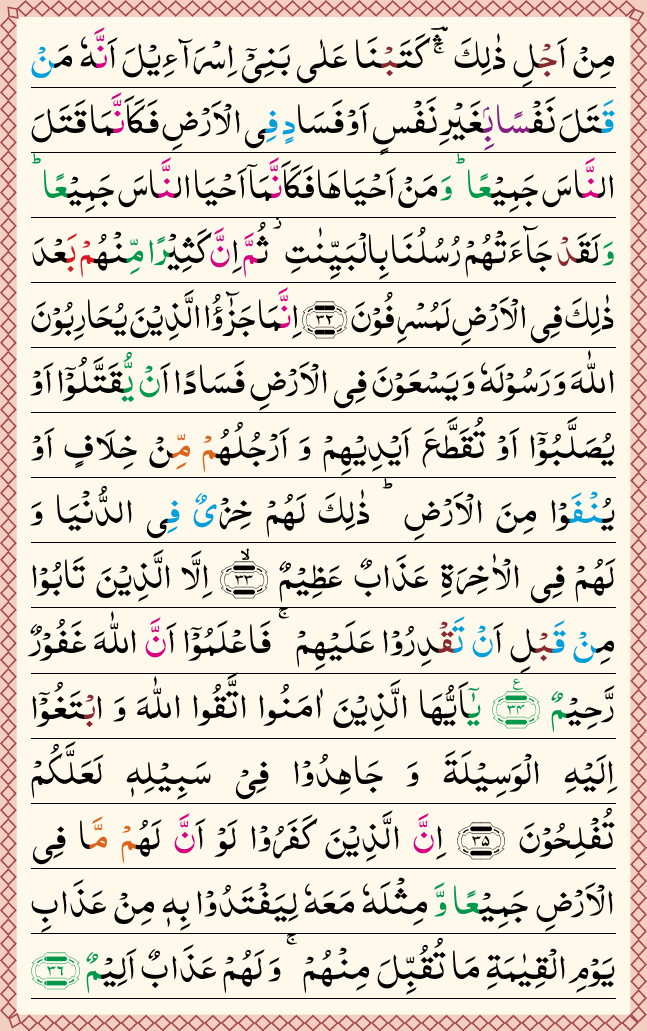 مِنۡ اَجۡلِ ذٰلِكَ ۛۚ كَتَبۡنَا عَلٰى بَنِىۡۤ اِسۡرَآءِيۡلَ اَنَّهٗ مَنۡ
قَتَلَ نَفۡسًۢا بِغَيۡرِ نَفۡسٍ اَوۡ فَسَادٍ فِى الۡاَرۡضِ فَكَاَنَّمَا قَتَلَ
النَّاسَ جَمِيۡعًا ؕ وَمَنۡ اَحۡيَاهَا فَكَاَنَّمَاۤ اَحۡيَا النَّاسَ جَمِيۡعًا ؕ
وَلَقَدۡ جَآءَتۡهُمۡ رُسُلُنَا بِالۡبَيِّنٰتِ ۙ ثُمَّ اِنَّ كَثِيۡرًا مِّنۡهُمۡ بَعۡدَ
ذٰلِكَ فِى الۡاَرۡضِ لَمُسۡرِفُوۡنَ ﴿۳۲﴾ اِنَّمَا جَزٰٓؤُا الَّذِيۡنَ يُحَارِبُوۡنَ
اللّٰهَ وَرَسُوۡلَهٗ وَيَسۡعَوۡنَ فِى الۡاَرۡضِ فَسَادًا اَنۡ يُّقَتَّلُوۡۤا اَوۡ
يُصَلَّبُوۡۤا اَوۡ تُقَطَّعَ اَيۡدِيۡهِمۡ وَ اَرۡجُلُهُمۡ مِّنۡ خِلَافٍ اَوۡ
يُنۡفَوۡا مِنَ الۡاَرۡضِ ؕ ذٰلِكَ لَهُمۡ خِزۡىٌ فِى الدُّنۡيَا وَ
لَهُمۡ فِى الۡاٰخِرَةِ عَذَابٌ عَظِيۡمٌ ﴿۳۳﴾ۙ اِلَّا الَّذِيۡنَ تَابُوۡا
مِنۡ قَبۡلِ اَنۡ تَقۡدِرُوۡا عَلَيۡهِمۡ ۚ فَاعۡلَمُوۡۤا اَنَّ اللّٰهَ غَفُوۡرٌ
رَّحِيۡمٌ ﴿۳۴﴾ع يٰۤاَيُّهَا الَّذِيۡنَ اٰمَنُوا اتَّقُوا اللّٰهَ وَ ابۡتَغُوۡۤا
اِلَيۡهِ الۡوَسِيۡلَةَ وَ جَاهِدُوۡا فِىۡ سَبِيۡلِهٖ لَعَلَّكُمۡ
تُفۡلِحُوۡنَ ﴿۳۵﴾ اِنَّ الَّذِيۡنَ كَفَرُوۡا لَوۡ اَنَّ لَهُمۡ مَّا فِى
الۡاَرۡضِ جَمِيۡعًا وَّمِثۡلَهٗ مَعَهٗ لِيَفۡتَدُوۡا بِهٖ مِنۡ عَذَابِ
يَوۡمِ الۡقِيٰمَةِ مَا تُقُبِّلَ مِنۡهُمۡ ۚ وَلَهُمۡ عَذَابٌ اَلِيۡمٌ ﴿۳۶﴾